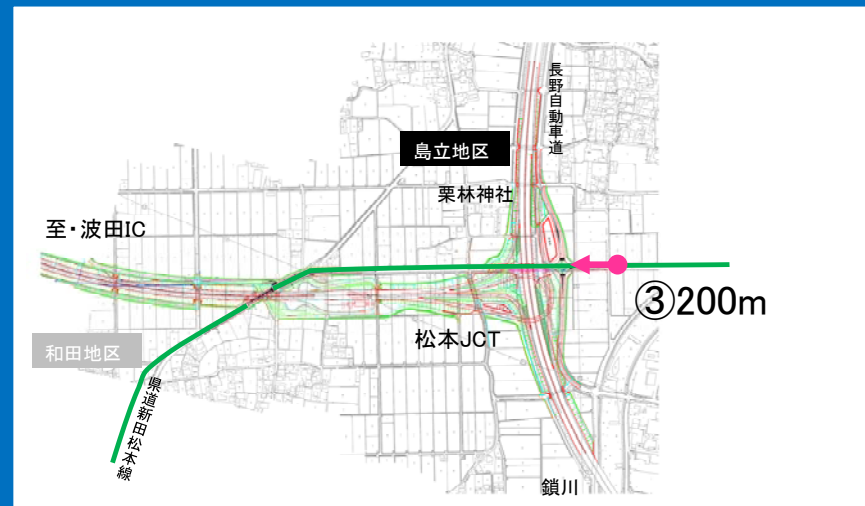 長野自動車道
島立地区
栗林神社
至・波田IC
③200m
松本JCT
和田地区
県道新田松本線
鎖川